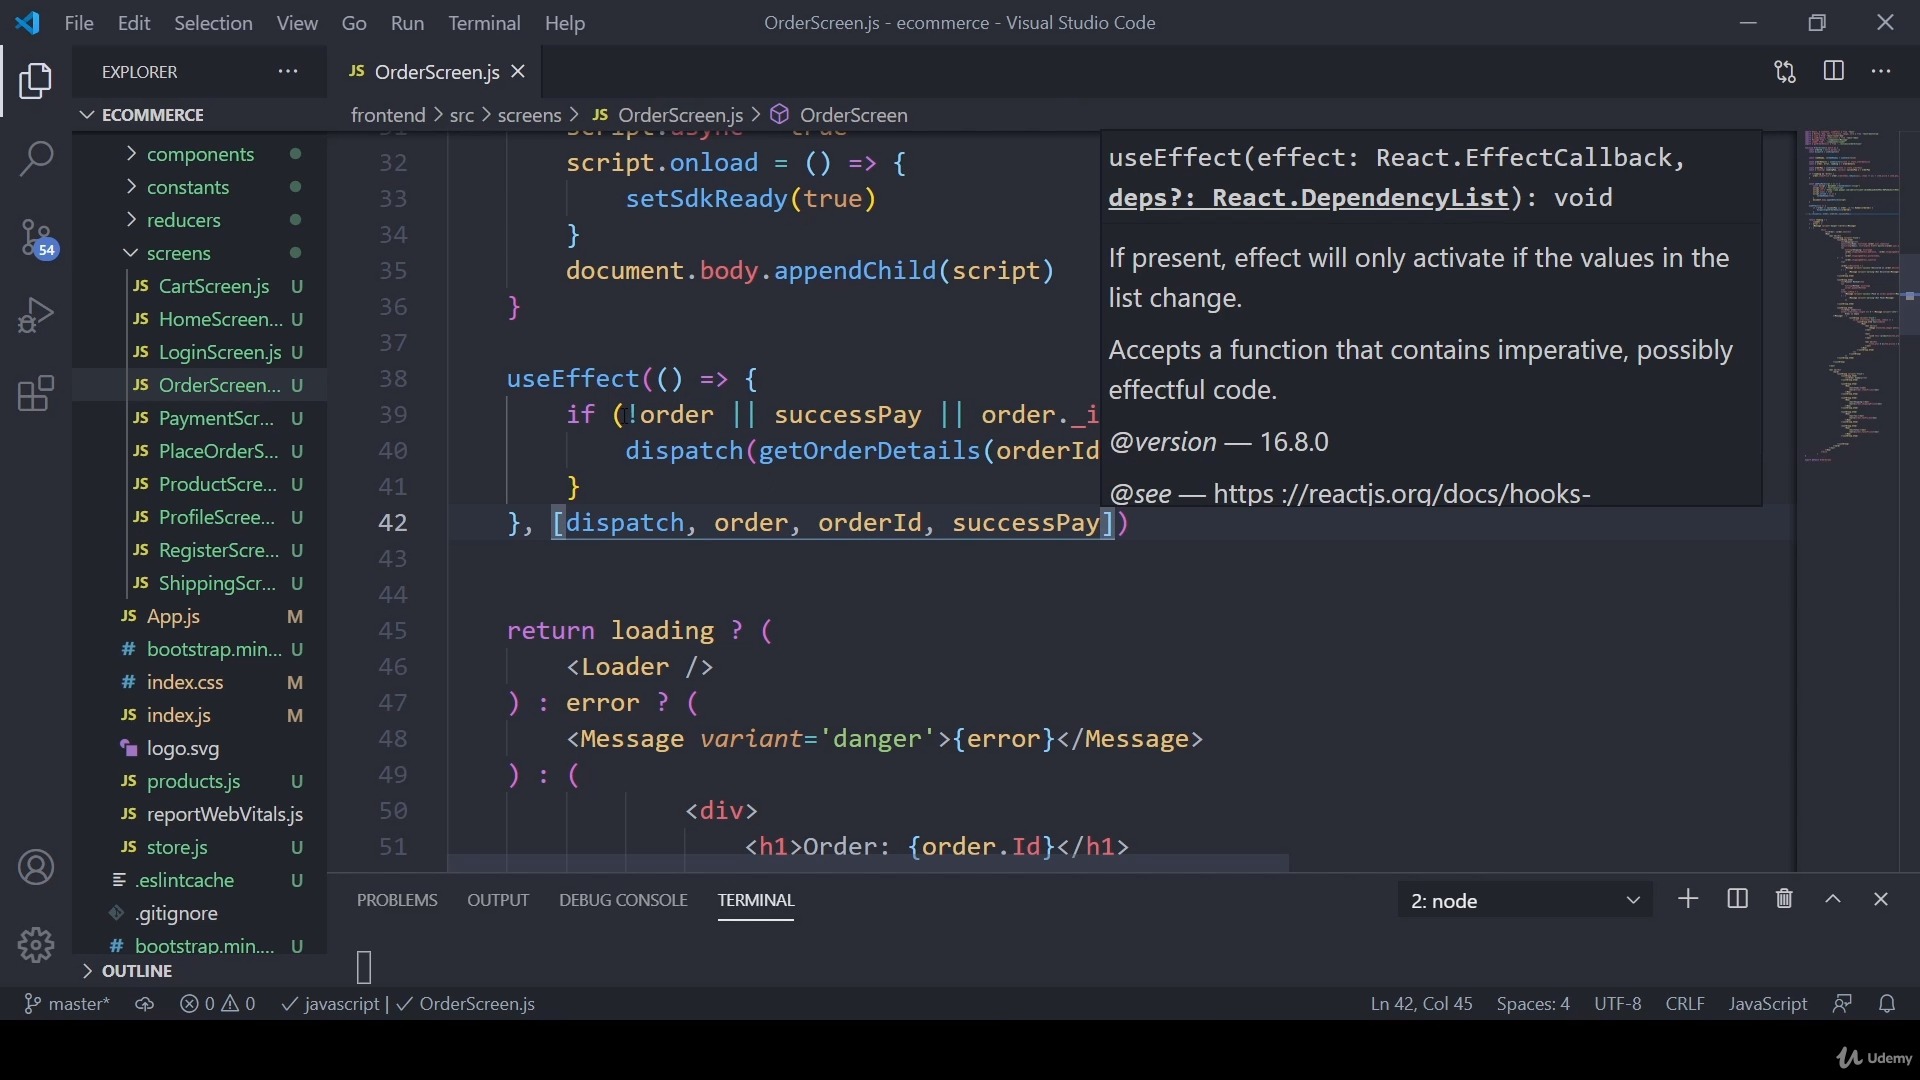 File Edit Selection View Go Run Terminal Help OrderScreen.js - ecommerce - Visual Studio Code
EXPLORER ··· JS OrderScreen.js
ECOMMERCE
frontend > src > screens > JS OrderScreen.js > OrderScreen
components
constants
reducers
screens
JS CartScreen.js U
JS HomeScreen... U
JS LoginScreen.js U
JS OrderScreen... U
JS PaymentScr... U
JS PlaceOrderS... U
JS ProductScre... U
JS ProfileScree... U
JS RegisterScre... U
JS ShippingScr... U
JS App.js M
# bootstrap.min... U
# index.css M
JS index.js M
logo.svg
JS products.js U
JS reportWebVitals.js
JS store.js U
.eslintcache U
.gitignore
# bootstrap.min.... U
OUTLINE
54
31 script.async = true
32 script.onload = () => {
33 setSdkReady(true)
34 }
35 document.body.appendChild(script)
36 }
37
38 useEffect(() => {
39 if (!order || successPay || order._i
40 dispatch(getOrderDetails(orderId
41 }
42 }, [dispatch, order, orderId, successPay])
43
44
45 return loading ? (
46 <Loader />
47 ) : error ? (
48 <Message variant='danger'>{error}</Message>
49 ) : (
50 <div>
51 <h1>Order: {order.Id}</h1>
useEffect(effect: React.EffectCallback,
deps?: React.DependencyList): void
If present, effect will only activate if the values in the
list change.
Accepts a function that contains imperative, possibly
effectful code.
@version — 16.8.0
@see — https ://reactjs.org/docs/hooks-
PROBLEMS OUTPUT DEBUG CONSOLE TERMINAL 2: node
master* 0 0 javascript | OrderScreen.js Ln 42, Col 45 Spaces: 4 UTF-8 CRLF JavaScript
Udemy